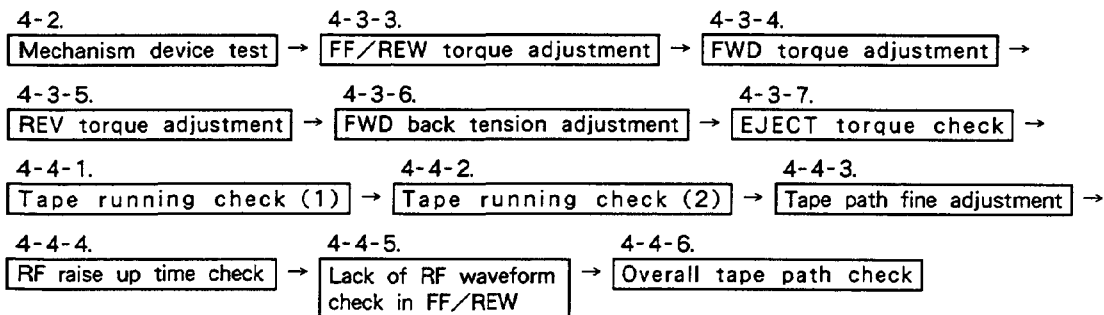 4-2. 4-3-3. 4-3-4.
Mechanism device test → FF/REW torque adjustment → FWD torque adjustment →
4-3-5. 4-3-6. 4-3-7.
REV torque adjustment → FWD back tension adjustment → EJECT torque check →
4-4-1. 4-4-2. 4-4-3.
Tape running check (1) → Tape running check (2) → Tape path fine adjustment →
4-4-4. 4-4-5. 4-4-6.
RF raise up time check → Lack of RF waveform → Overall tape path check
check in FF/REW